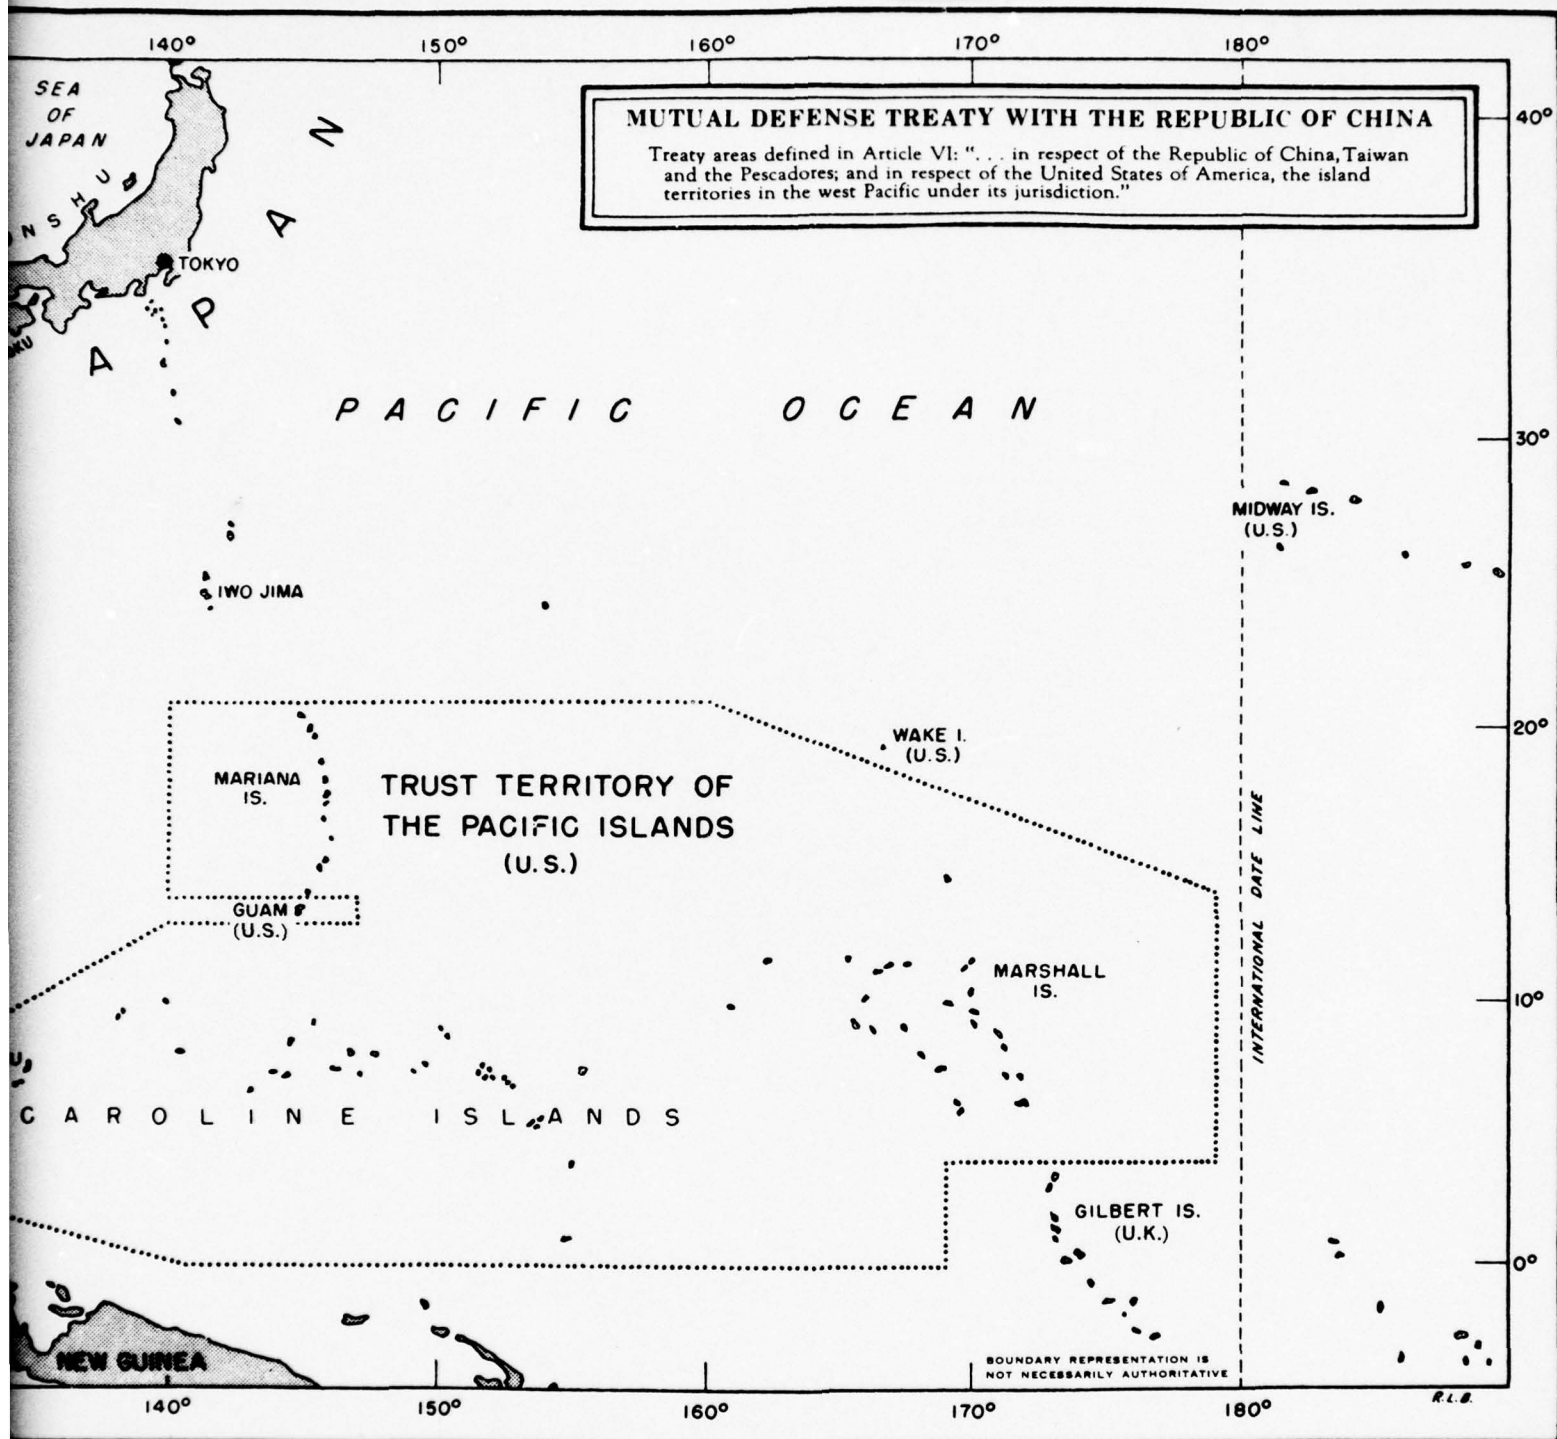 140° 150° 160° 170° 180°
SEA
OF
JAPAN
MUTUAL DEFENSE TREATY WITH THE REPUBLIC OF CHINA
Treaty areas defined in Article VI: ". . . in respect of the Republic of China, Taiwan
and the Pescadores; and in respect of the United States of America, the island
territories in the west Pacific under its jurisdiction."
40°
NSHU
TOKYO
APAN
OKU
PACIFIC OCEAN
30°
MIDWAY IS.
(U.S.)
IWO JIMA
20°
WAKE I.
(U.S.)
MARIANA
IS.
TRUST TERRITORY OF
THE PACIFIC ISLANDS
(U.S.)
INTERNATIONAL DATE LINE
GUAM
(U.S.)
MARSHALL
IS.
10°
CAROLINE ISLANDS
GILBERT IS.
(U.K.)
0°
NEW GUINEA
BOUNDARY REPRESENTATION IS
NOT NECESSARILY AUTHORITATIVE
140° 150° 160° 170° 180°
R.L.B.